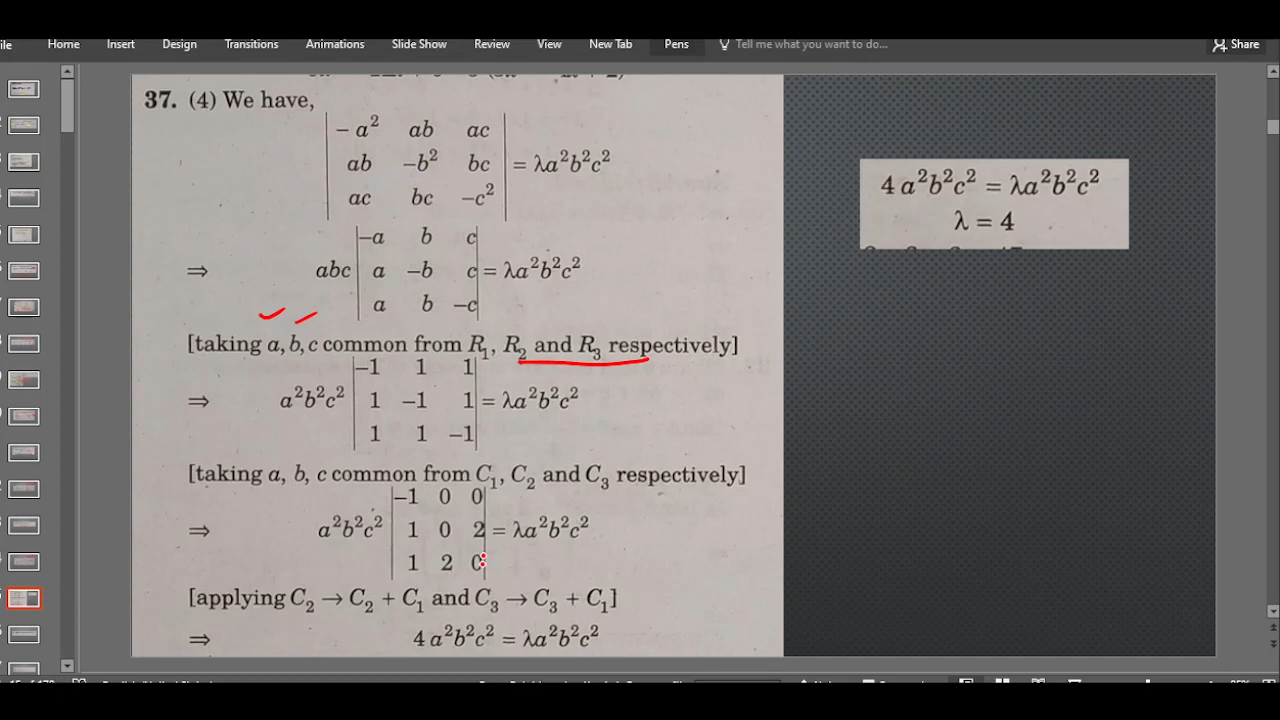 File Home Insert Design Transitions Animations Slide Show Review View New Tab Pens Tell me what you want to do... Share
37. (4) We have,
| −a² ab ac |
| ab −b² bc | = λa²b²c²
| ac bc −c² |
| −a b c |
⇒ abc | a −b c | = λa²b²c²
| a b −c |
[taking a, b, c common from R₁, R₂ and R₃ respectively]
| −1 1 1 |
⇒ a²b²c² | 1 −1 1 | = λa²b²c²
| 1 1 −1 |
[taking a, b, c common from C₁, C₂ and C₃ respectively]
| −1 0 0 |
⇒ a²b²c² | 1 0 2 | = λa²b²c²
| 1 2 0 |
[applying C₂ → C₂ + C₁ and C₃ → C₃ + C₁]
⇒ 4 a²b²c² = λa²b²c²
4 a²b²c² = λa²b²c²
λ = 4